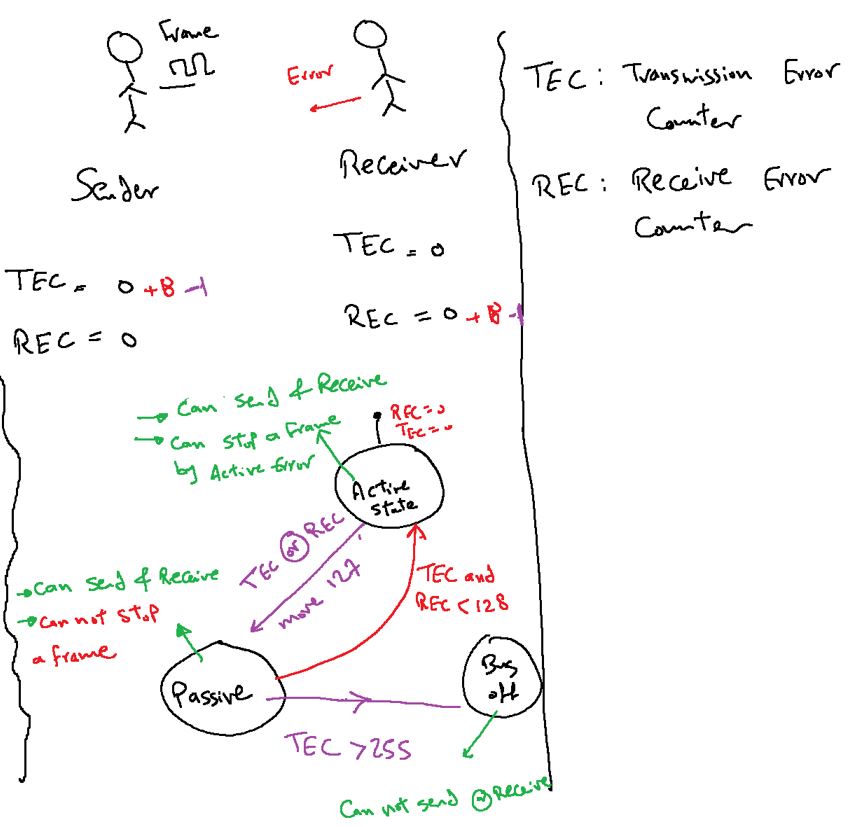 Frame
Error
Sender
Receiver
TEC = 0 +8 -1
REC = 0
TEC = 0
REC = 0 +8 -1
TEC : Transmission Error
Counter
REC : Receive Error
Counter
→ Can send & Receive
→ Can stop a Frame
by Active Error
REC=0
TEC=0
Active
State
TEC or REC
more 127
TEC and
REC < 128
→ Can send & Receive
→ Can not stop
a frame
Passive
Bus
off
TEC > 255
Can not send or Receive